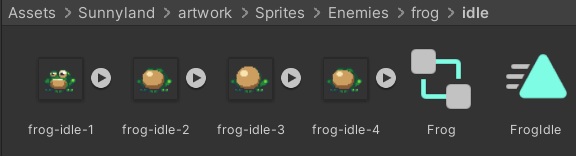 Assets > Sunnyland > artwork > Sprites > Enemies > frog > idle
frog-idle-1 frog-idle-2 frog-idle-3 frog-idle-4 Frog FrogIdle